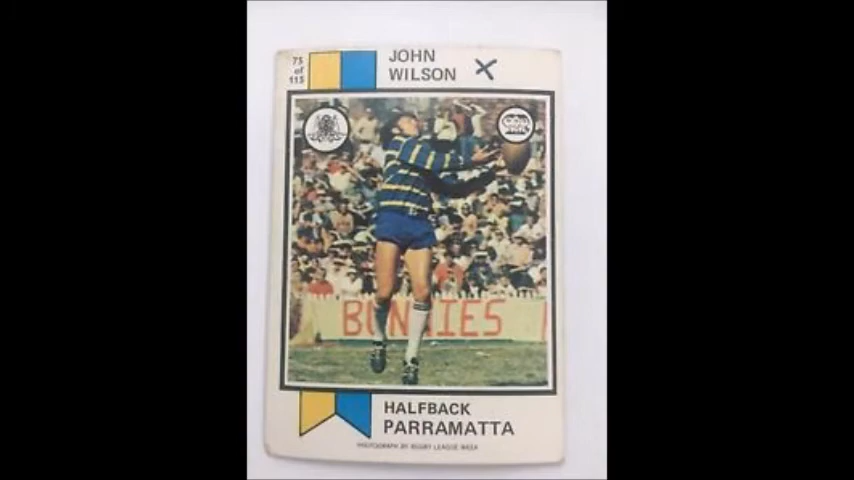 75
of
115
JOHN
WILSON X
BUNNIES
HALFBACK
PARRAMATTA
PHOTOGRAPH BY RUGBY LEAGUE WEEK